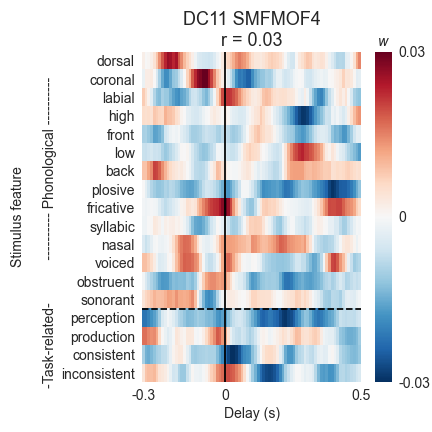 DC11 SMFMOF4
r = 0.03
w
dorsal
coronal
labial
high
front
low
back
plosive
fricative
syllabic
nasal
voiced
obstruent
sonorant
perception
production
consistent
inconsistent
Stimulus feature
---------- Phonological ----------
-Task-related-
0.03
0
-0.03
-0.3
0
0.5
Delay (s)